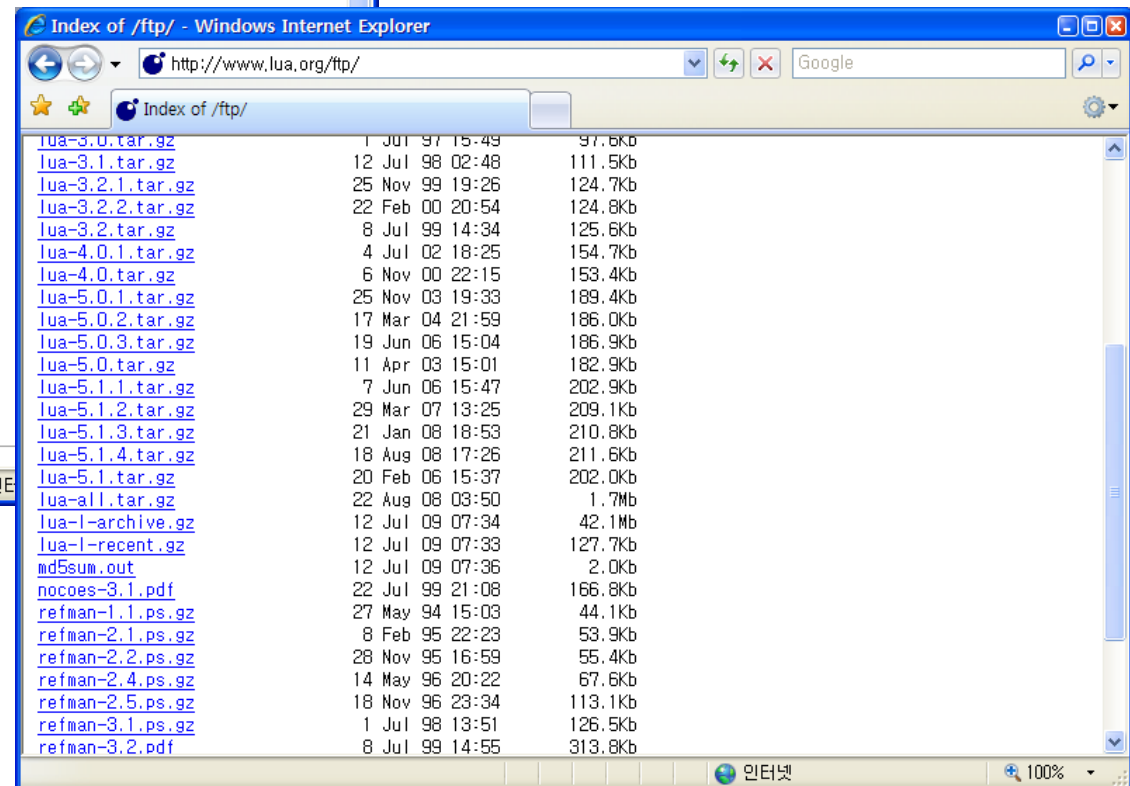 Index of /ftp/ - Windows Internet Explorer
http://www.lua.org/ftp/
Google
Index of /ftp/
lua-3.0.tar.gz 1 Jul 97 15:49 97.6Kb
lua-3.1.tar.gz 12 Jul 98 02:48 111.5Kb
lua-3.2.1.tar.gz 25 Nov 99 19:26 124.7Kb
lua-3.2.2.tar.gz 22 Feb 00 20:54 124.8Kb
lua-3.2.tar.gz 8 Jul 99 14:34 125.6Kb
lua-4.0.1.tar.gz 4 Jul 02 18:25 154.7Kb
lua-4.0.tar.gz 6 Nov 00 22:15 153.4Kb
lua-5.0.1.tar.gz 25 Nov 03 19:33 189.4Kb
lua-5.0.2.tar.gz 17 Mar 04 21:59 186.0Kb
lua-5.0.3.tar.gz 19 Jun 06 15:04 186.9Kb
lua-5.0.tar.gz 11 Apr 03 15:01 182.9Kb
lua-5.1.1.tar.gz 7 Jun 06 15:47 202.9Kb
lua-5.1.2.tar.gz 29 Mar 07 13:25 209.1Kb
lua-5.1.3.tar.gz 21 Jan 08 18:53 210.8Kb
lua-5.1.4.tar.gz 18 Aug 08 17:26 211.6Kb
lua-5.1.tar.gz 20 Feb 06 15:37 202.0Kb
lua-all.tar.gz 22 Aug 08 03:50 1.7Mb
lua-l-archive.gz 12 Jul 09 07:34 42.1Mb
lua-l-recent.gz 12 Jul 09 07:33 127.7Kb
md5sum.out 12 Jul 09 07:36 2.0Kb
nocoes-3.1.pdf 22 Jul 99 21:08 166.8Kb
refman-1.1.ps.gz 27 May 94 15:03 44.1Kb
refman-2.1.ps.gz 8 Feb 95 22:23 53.9Kb
refman-2.2.ps.gz 28 Nov 95 16:59 55.4Kb
refman-2.4.ps.gz 14 May 96 20:22 67.6Kb
refman-2.5.ps.gz 18 Nov 96 23:34 113.1Kb
refman-3.1.ps.gz 1 Jul 98 13:51 126.5Kb
refman-3.2.pdf 8 Jul 99 14:55 313.8Kb
인터넷 100%